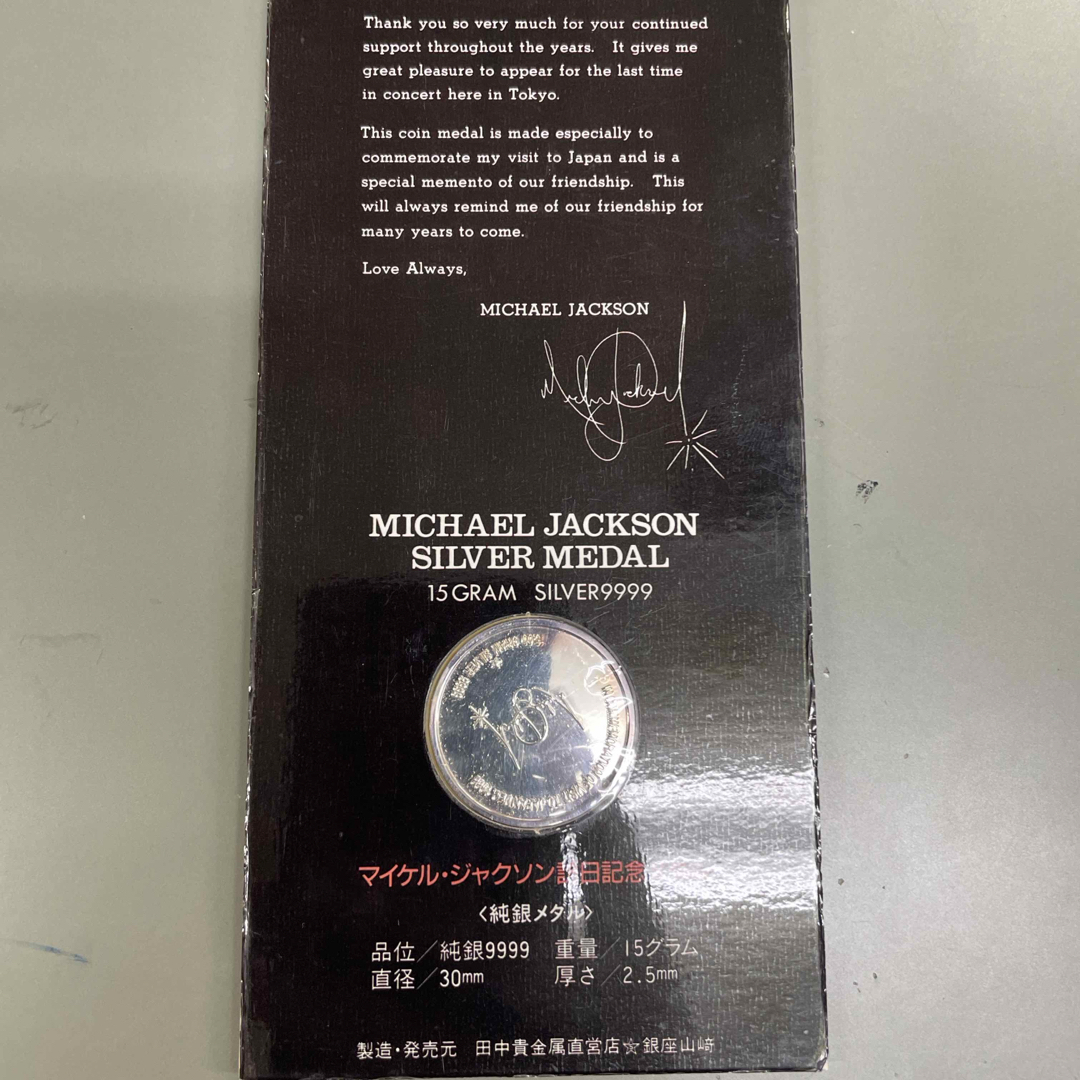 Thank you so very much for your continued
support throughout the years. It gives me
great pleasure to appear for the last time
in concert here in Tokyo.
This coin medal is made especially to
commemorate my visit to Japan and is a
special memento of our friendship. This
will always remind me of our friendship for
many years to come.
Love Always,
MICHAEL JACKSON
Michael Jackson
MICHAEL JACKSON
SILVER MEDAL
15 GRAM SILVER9999
マイケル・ジャクソン訪日記念
〈純銀メタル〉
品位／純銀9999 重量／15グラム
直径／30mm 厚さ／2.5mm
製造・発売元 田中貴金属直営店☆銀座山﨑